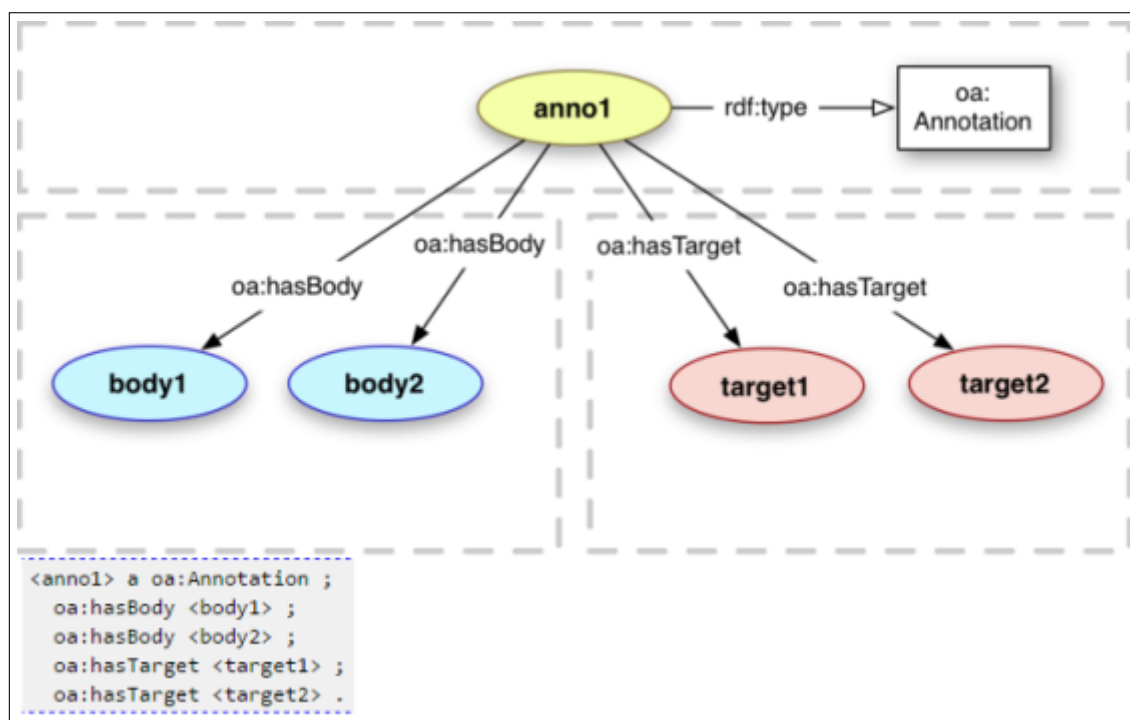 anno1
rdf:type
oa:
Annotation
oa:hasBody
oa:hasTarget
oa:hasBody
oa:hasTarget
body1
body2
target1
target2
<anno1> a oa:Annotation ;
oa:hasBody <body1> ;
oa:hasBody <body2> ;
oa:hasTarget <target1> ;
oa:hasTarget <target2> .